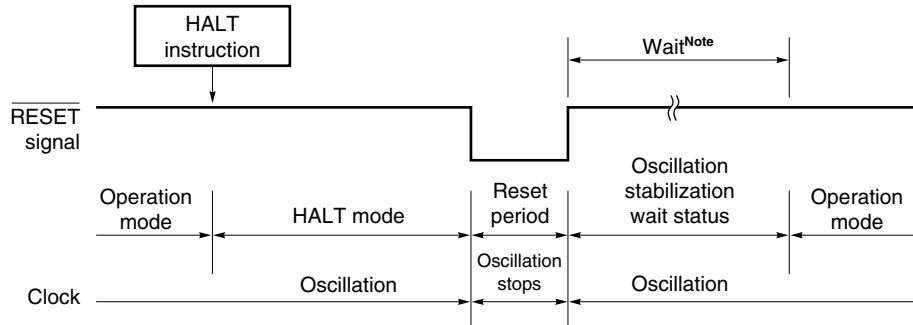 HALT
instruction
Wait Note
RESET
signal
Operation
mode
HALT mode
Reset
period
Oscillation
stabilization
wait status
Operation
mode
Clock
Oscillation
Oscillation
stops
Oscillation